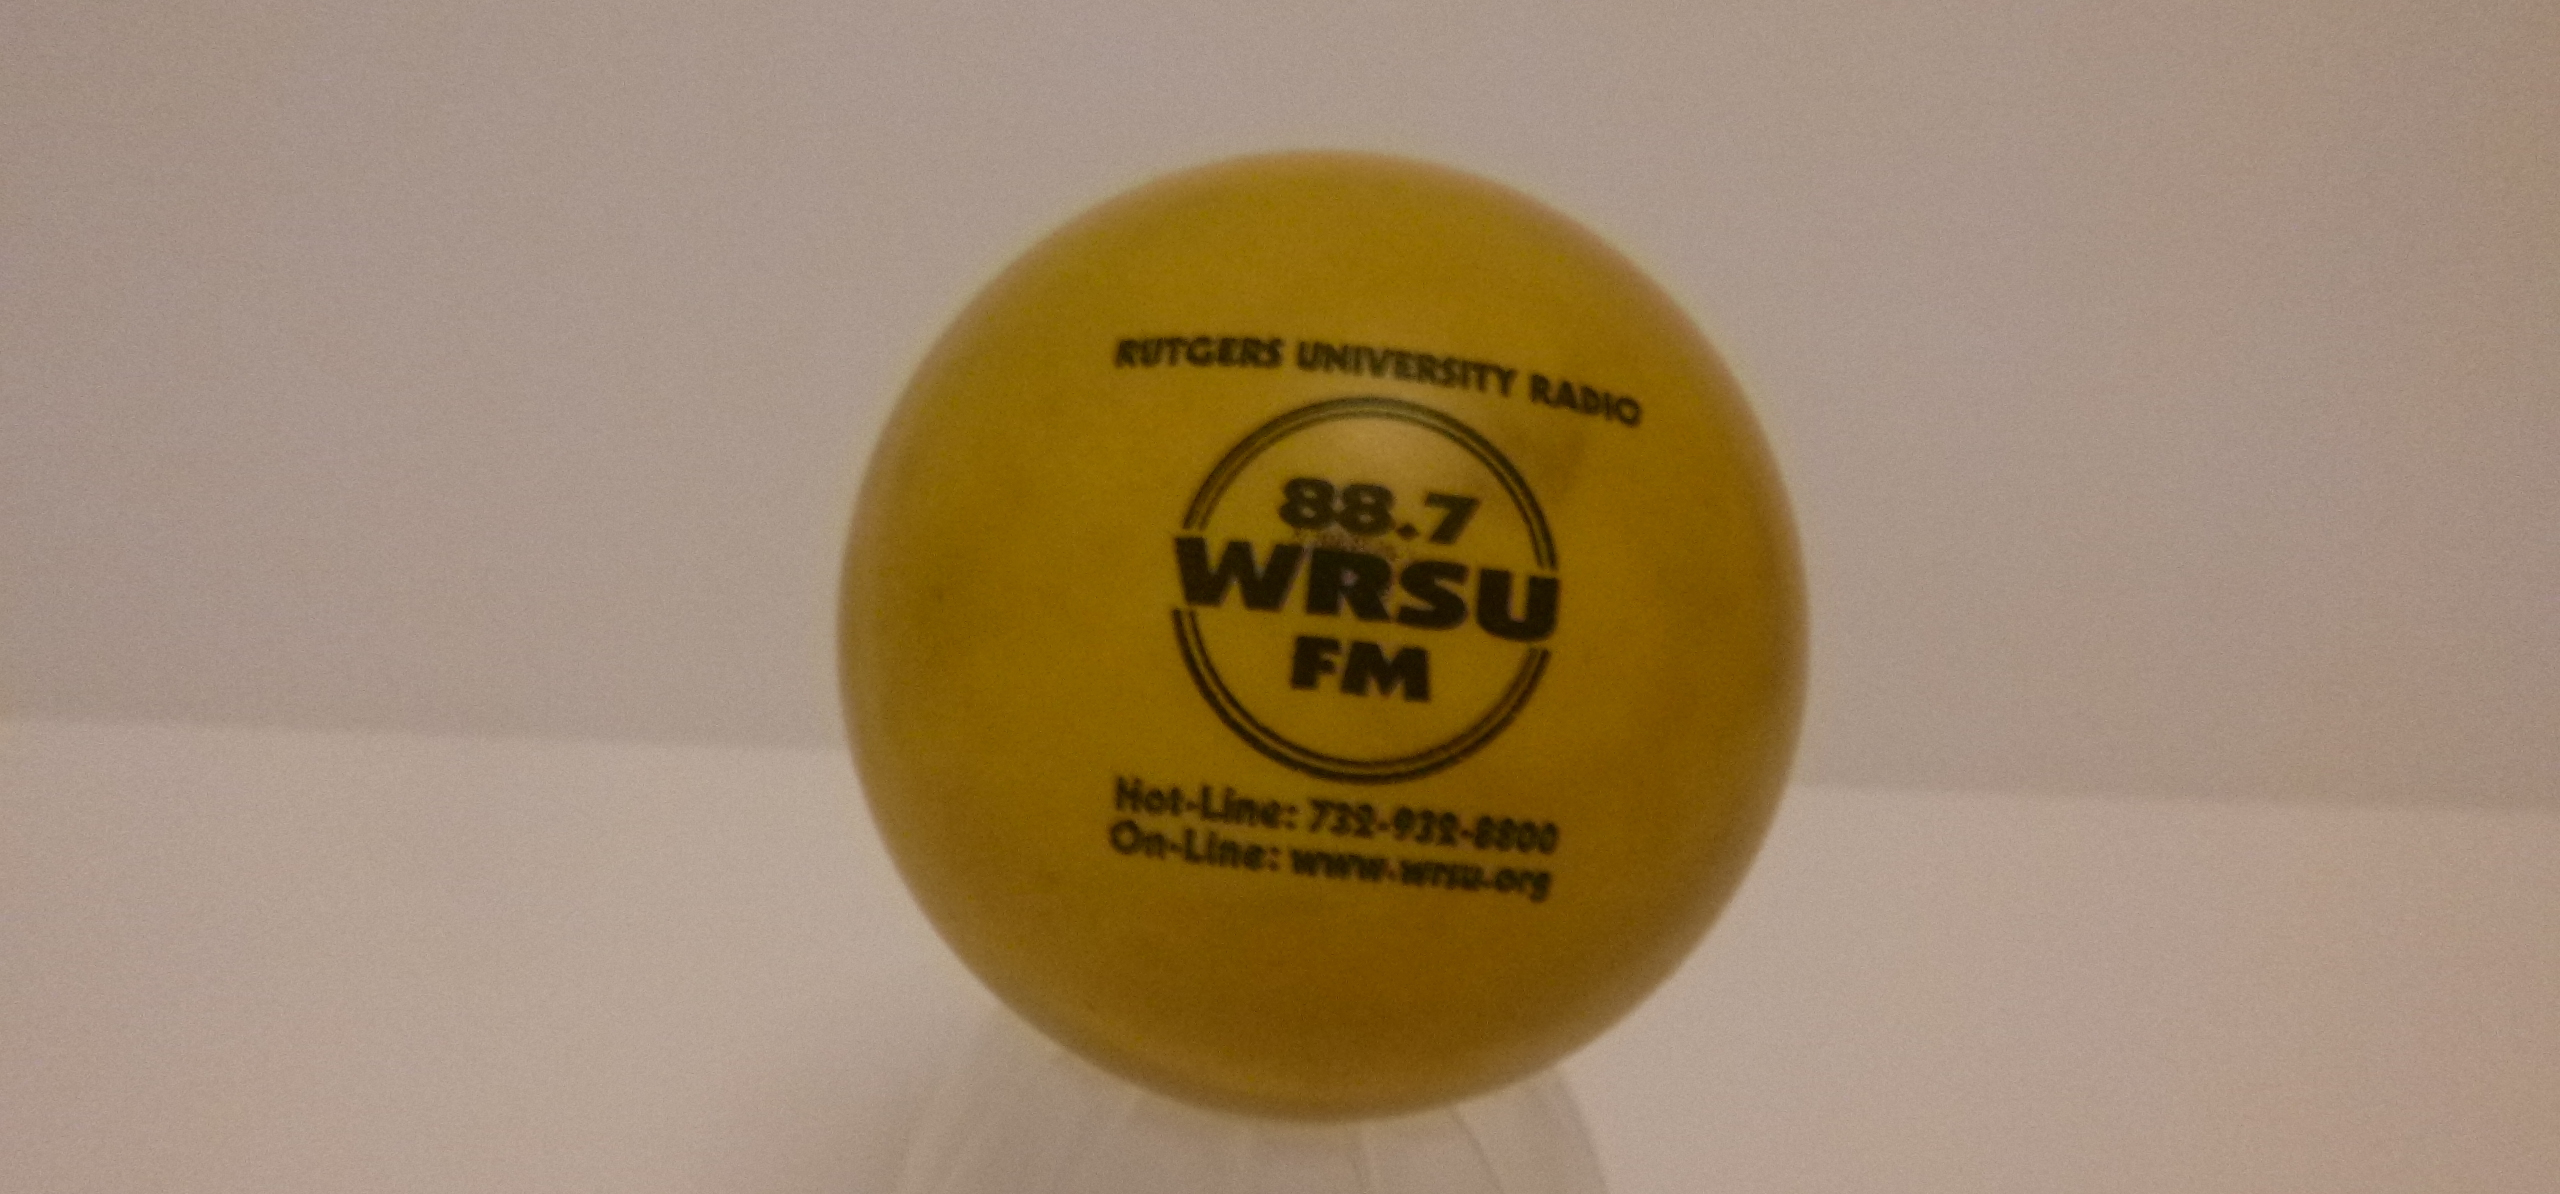 RUTGERS UNIVERSITY RADIO
88.7
WRSU
FM
Hot-Line: 732-932-8800
On-Line: www.wrsu.org